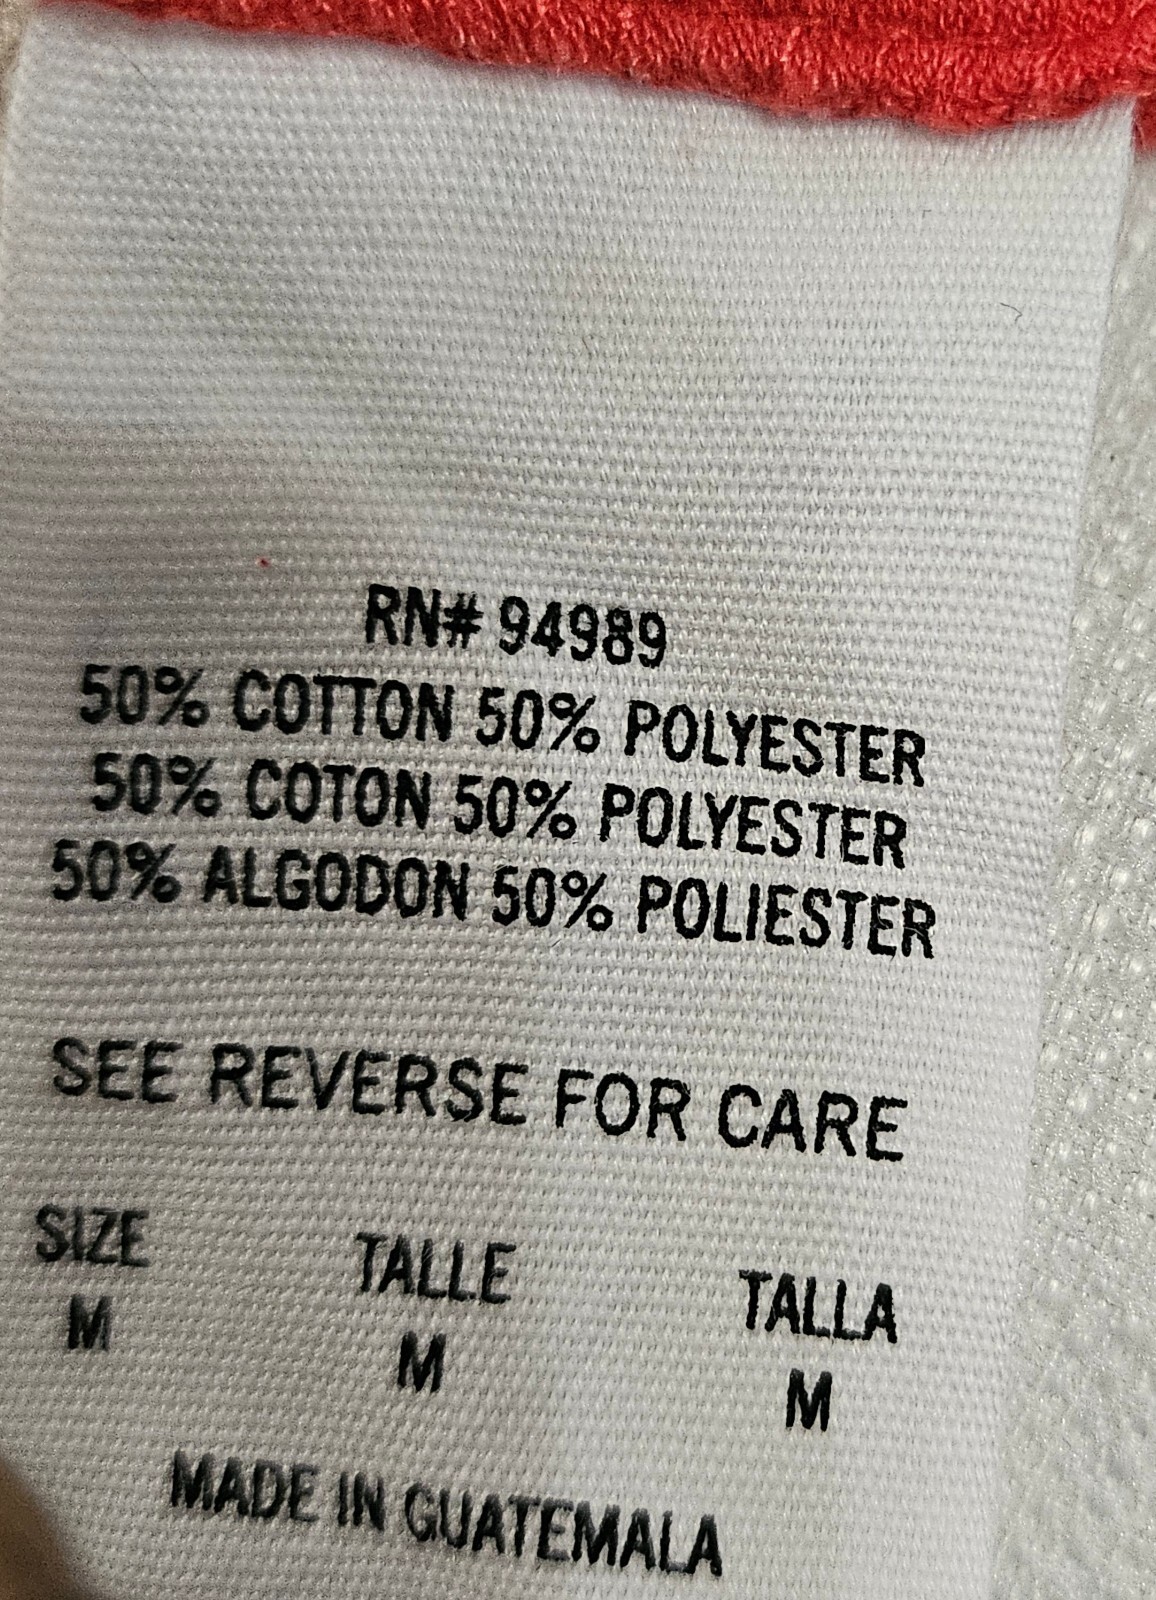 RN# 94989
50% COTTON 50% POLYESTER
50% COTON 50% POLYESTER
50% ALGODON 50% POLIESTER
SEE REVERSE FOR CARE
SIZE TALLE TALLA
M M M
MADE IN GUATEMALA